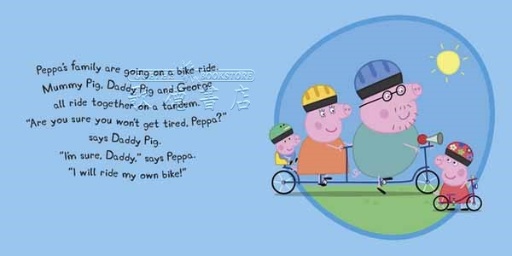 Peppa's family are going on a bike ride.
Mummy Pig, Daddy Pig and George
all ride together on a tandem.
"Are you sure you won't get tired, Peppa?"
says Daddy Pig.
"I'm sure, Daddy," says Peppa.
"I will ride my own bike!"